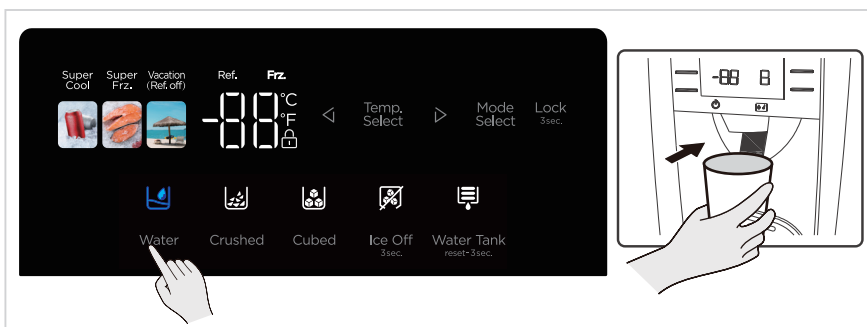 Super Cool
Super Frz.
Vacation (Ref. off)
Ref.
Frz.
-88
°C
°F
Temp. Select
Mode Select
Lock
3sec.
Water
Crushed
Cubed
Ice Off
3sec.
Water Tank
reset-3sec.
-88 8